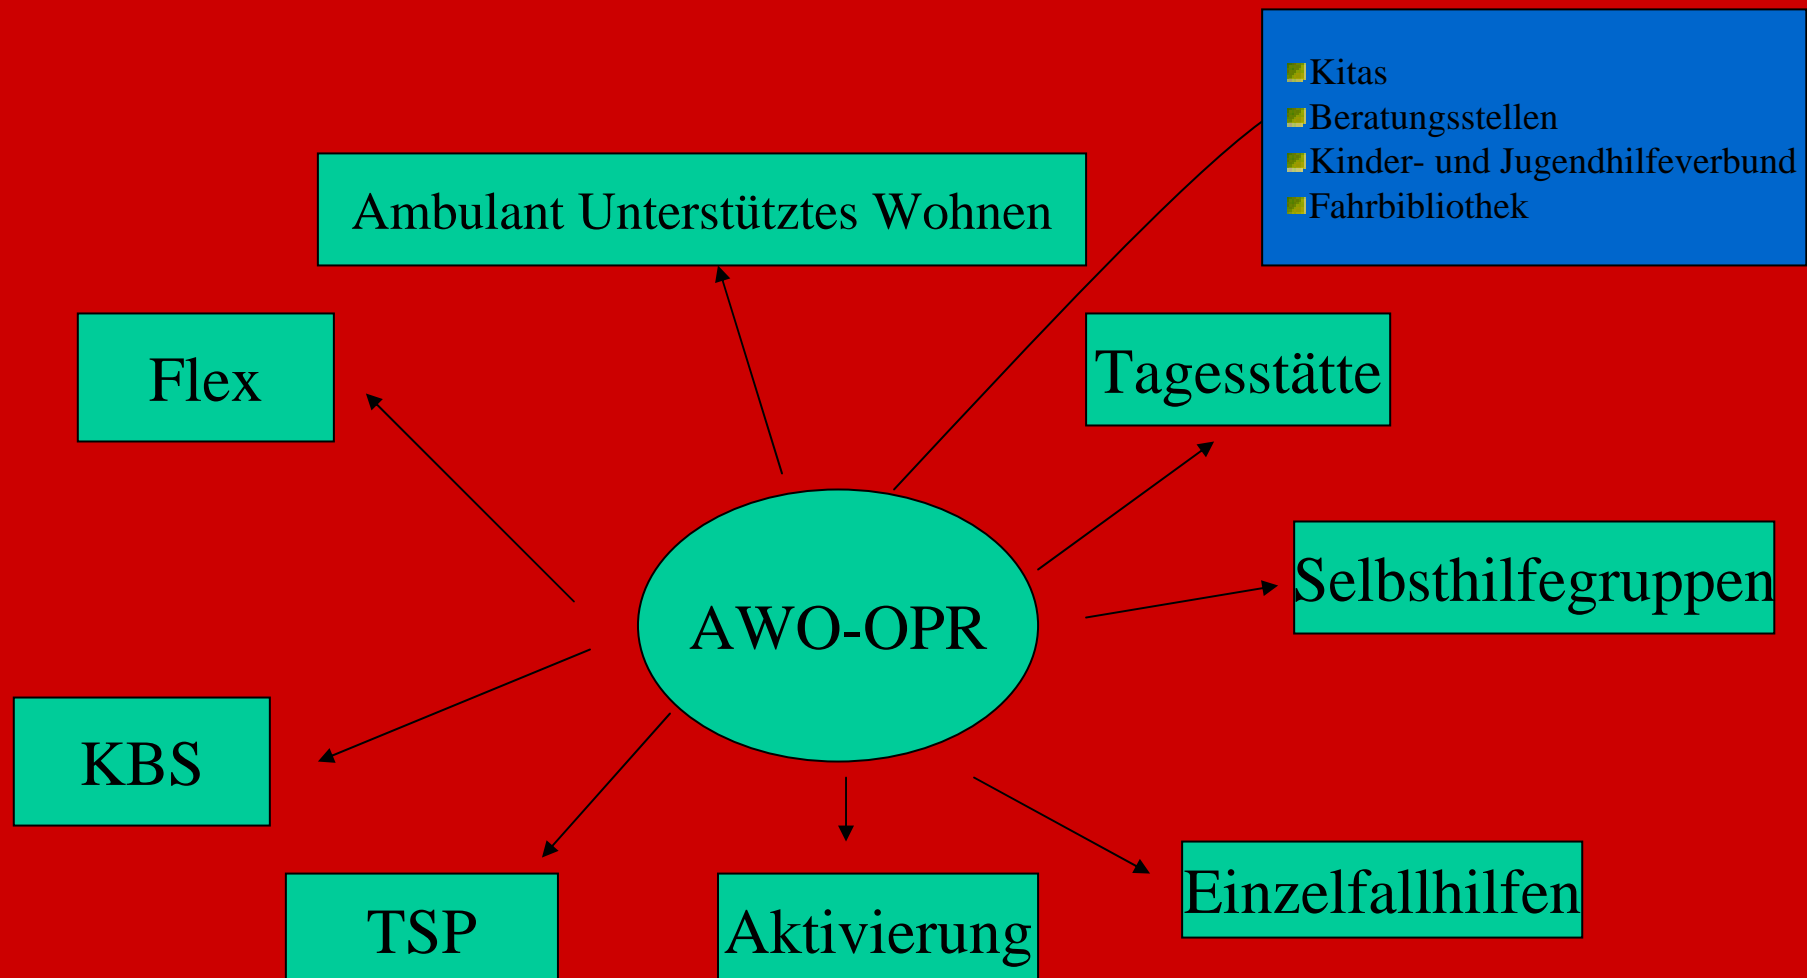 Kitas
Beratungsstellen
Kinder- und Jugendhilfeverbund
Fahrbibliothek
Ambulant Unterstütztes Wohnen
Flex
Tagesstätte
Selbsthilfegruppen
AWO-OPR
KBS
Einzelfallhilfen
TSP
Aktivierung